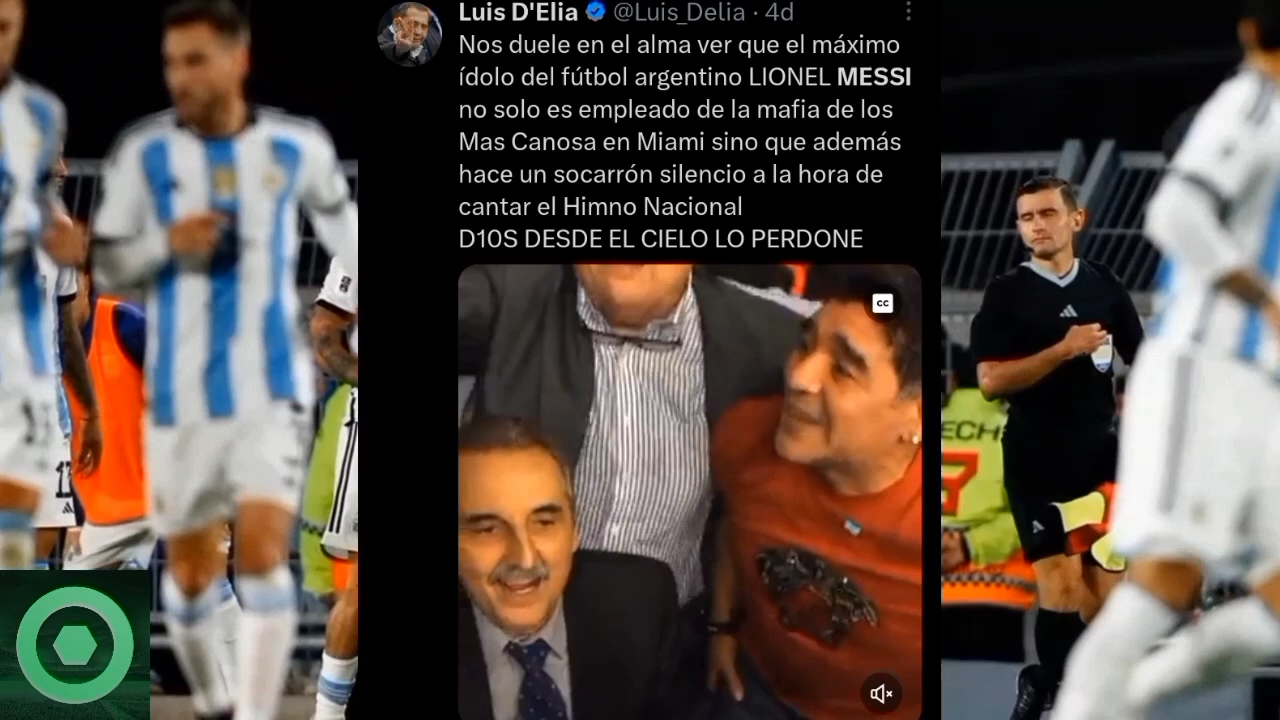 Luis D'Elia @Luis_Delia · 4d
Nos duele en el alma ver que el máximo
ídolo del fútbol argentino LIONEL MESSI
no solo es empleado de la mafia de los
Mas Canosa en Miami sino que además
hace un socarrón silencio a la hora de
cantar el Himno Nacional
D10S DESDE EL CIELO LO PERDONE
CC
ECH
13